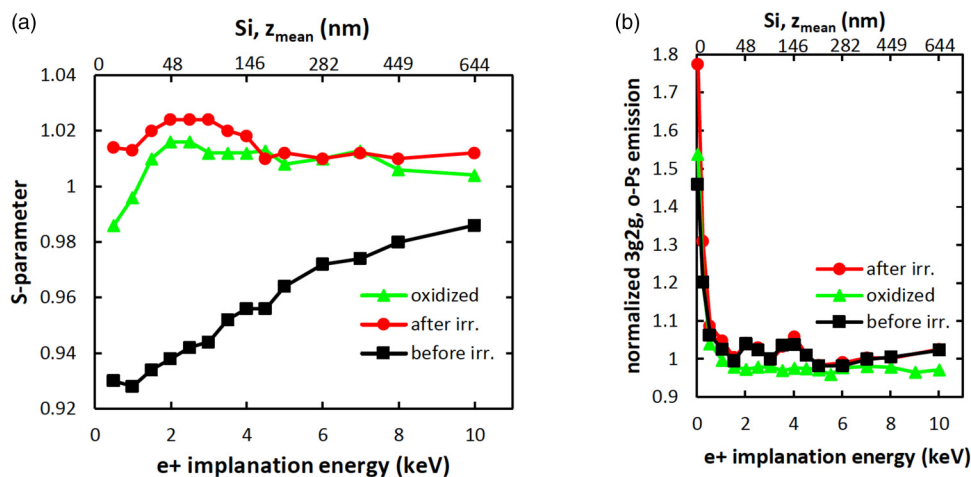 (a)
Si, zmean (nm)
0 48 146 282 449 644
1.04
1.02
1
0.98
0.96
0.94
0.92
S-parameter
oxidized
after irr.
before irr.
0 2 4 6 8 10
e+ implanation energy (keV)
(b)
Si, zmean (nm)
0 48 146 282 449 644
1.8
1.7
1.6
1.5
1.4
1.3
1.2
1.1
1
0.9
normalized 3g2g, o-Ps emission
after irr.
oxidized
before irr.
0 2 4 6 8 10
e+ implanation energy (keV)